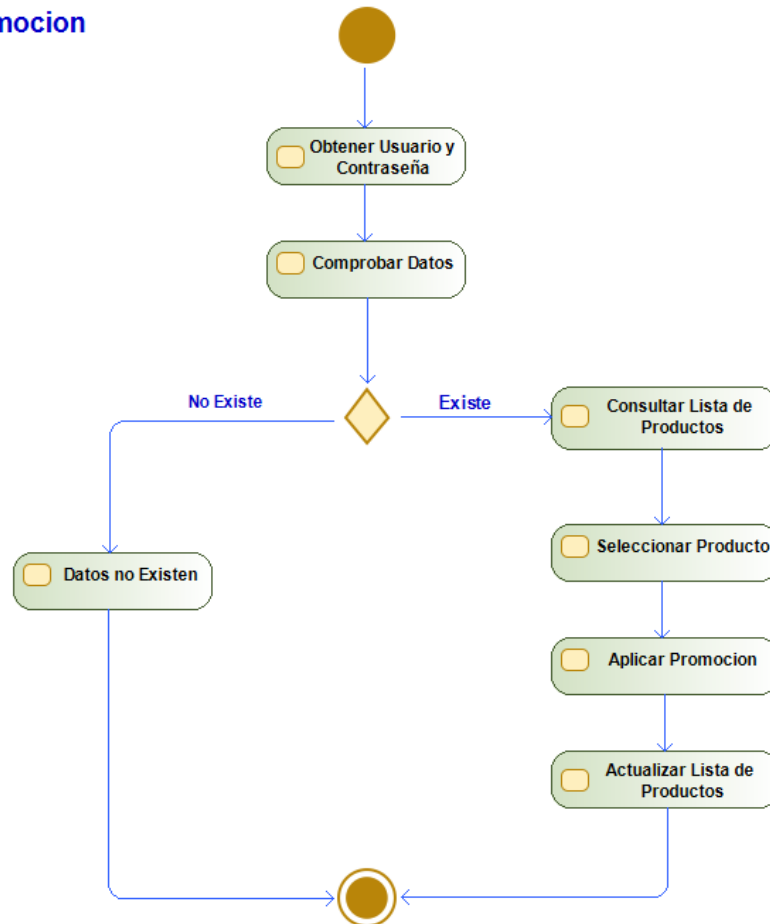 mocion
Obtener Usuario y
Contraseña
Comprobar Datos
No Existe
Existe
Consultar Lista de
Productos
Seleccionar Producto
Datos no Existen
Aplicar Promocion
Actualizar Lista de
Productos